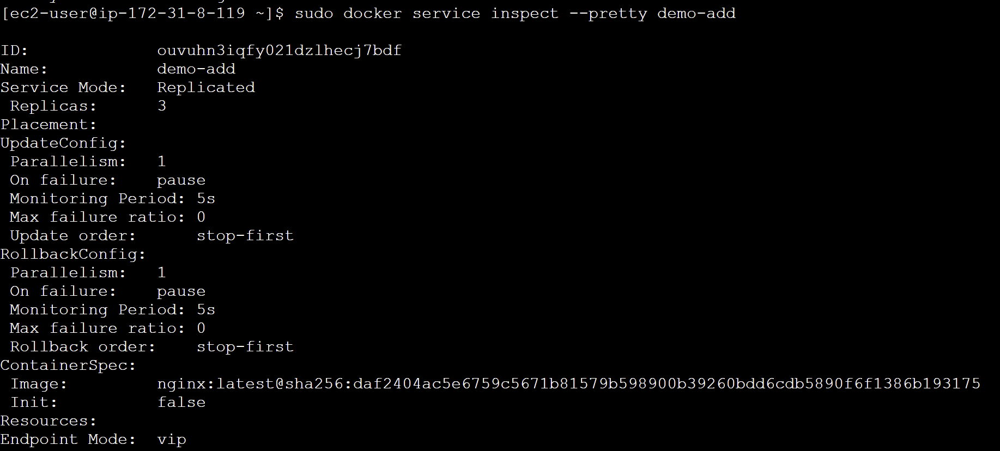 [ec2-user@ip-172-31-8-119 ~]$ sudo docker service inspect --pretty demo-add
ID: ouvuhn3iqfy021dzlhecj7bdf
Name: demo-add
Service Mode: Replicated
Replicas: 3
Placement:
UpdateConfig:
Parallelism: 1
On failure: pause
Monitoring Period: 5s
Max failure ratio: 0
Update order: stop-first
RollbackConfig:
Parallelism: 1
On failure: pause
Monitoring Period: 5s
Max failure ratio: 0
Rollback order: stop-first
ContainerSpec:
Image: nginx:latest@sha256:daf2404ac5e6759c5671b81579b598900b39260bdd6cdb5890f6f1386b193175
Init: false
Resources:
Endpoint Mode: vip